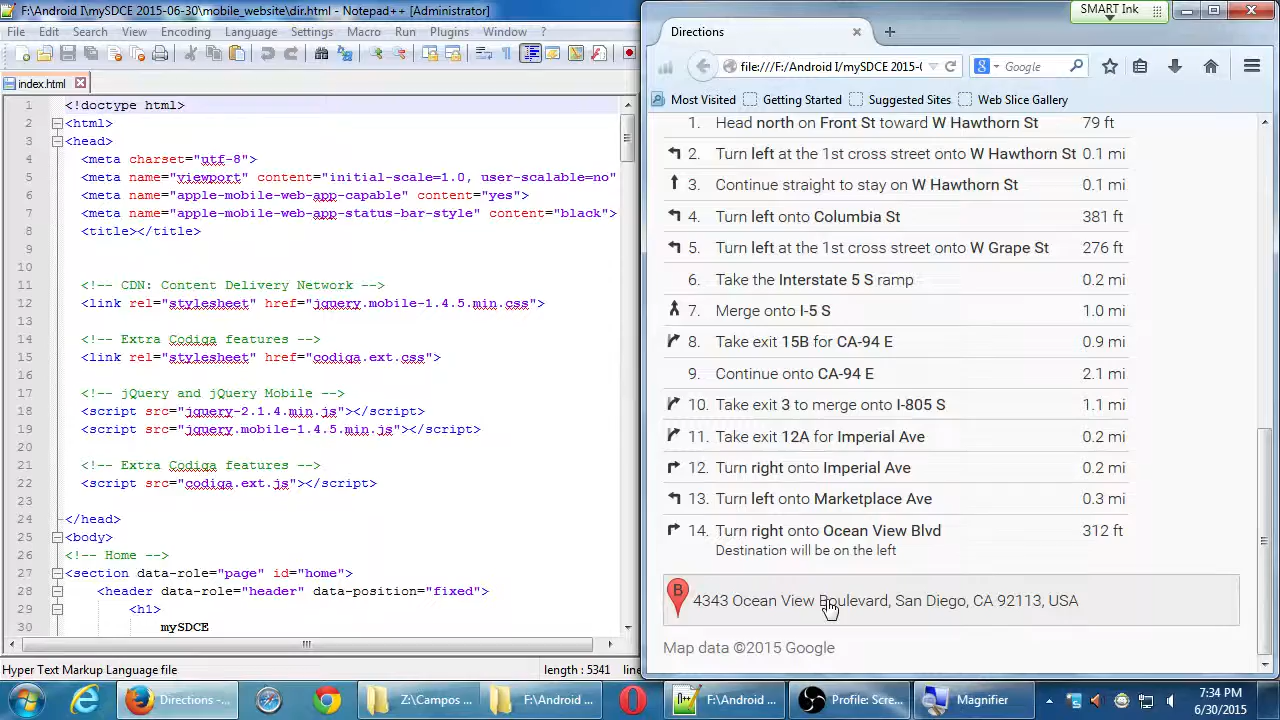 F:\Android I\mySDCE 2015-06-30\mobile_website\dir.html - Notepad++ [Administrator]
File Edit Search View Encoding Language Settings Macro Run Plugins Window ?
index.html
1 <!doctype html>
2 <html>
3 <head>
4 <meta charset="utf-8">
5 <meta name="viewport" content="initial-scale=1.0, user-scalable=no"
6 <meta name="apple-mobile-web-app-capable" content="yes">
7 <meta name="apple-mobile-web-app-status-bar-style" content="black">
8 <title></title>
9
10
11 <!-- CDN: Content Delivery Network -->
12 <link rel="stylesheet" href="jquery.mobile-1.4.5.min.css">
13
14 <!-- Extra Codiqa features -->
15 <link rel="stylesheet" href="codiqa.ext.css">
16
17 <!-- jQuery and jQuery Mobile -->
18 <script src="jquery-2.1.4.min.js"></script>
19 <script src="jquery.mobile-1.4.5.min.js"></script>
20
21 <!-- Extra Codiqa features -->
22 <script src="codiqa.ext.js"></script>
23
24 </head>
25 <body>
26 <!-- Home -->
27 <section data-role="page" id="home">
28 <header data-role="header" data-position="fixed">
29 <h1>
30 mySDCE
Hyper Text Markup Language file length : 5341 line
SMART Ink
Directions
file:///F:/Android I/mySDCE 2015-0
Google
Most Visited Getting Started Suggested Sites Web Slice Gallery
1. Head north on Front St toward W Hawthorn St 79 ft
2. Turn left at the 1st cross street onto W Hawthorn St 0.1 mi
3. Continue straight to stay on W Hawthorn St 0.1 mi
4. Turn left onto Columbia St 381 ft
5. Turn left at the 1st cross street onto W Grape St 276 ft
6. Take the Interstate 5 S ramp 0.2 mi
7. Merge onto I-5 S 1.0 mi
8. Take exit 15B for CA-94 E 0.9 mi
9. Continue onto CA-94 E 2.1 mi
10. Take exit 3 to merge onto I-805 S 1.1 mi
11. Take exit 12A for Imperial Ave 0.2 mi
12. Turn right onto Imperial Ave 0.2 mi
13. Turn left onto Marketplace Ave 0.3 mi
14. Turn right onto Ocean View Blvd 312 ft
Destination will be on the left
B 4343 Ocean View Boulevard, San Diego, CA 92113, USA
Map data ©2015 Google
Directions -... Z:\Campos ... F:\Android ... F:\Android ... Profile: Scre... Magnifier
7:34 PM
6/30/2015